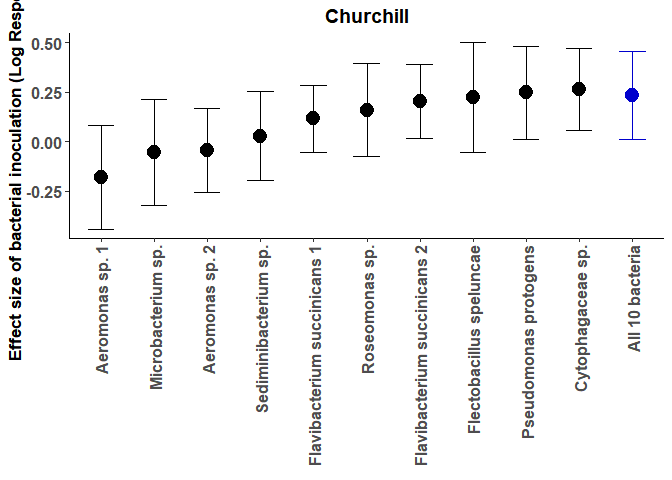 Churchill
Effect size of bacterial inoculation (Log Respo
0.50
0.25
0.00
-0.25
Aeromonas sp. 1
Microbacterium sp.
Aeromonas sp. 2
Sediminibacterium sp.
Flavibacterium succinicans 1
Roseomonas sp.
Flavibacterium succinicans 2
Flectobacillus speluncae
Pseudomonas protogens
Cytophagaceae sp.
All 10 bacteria